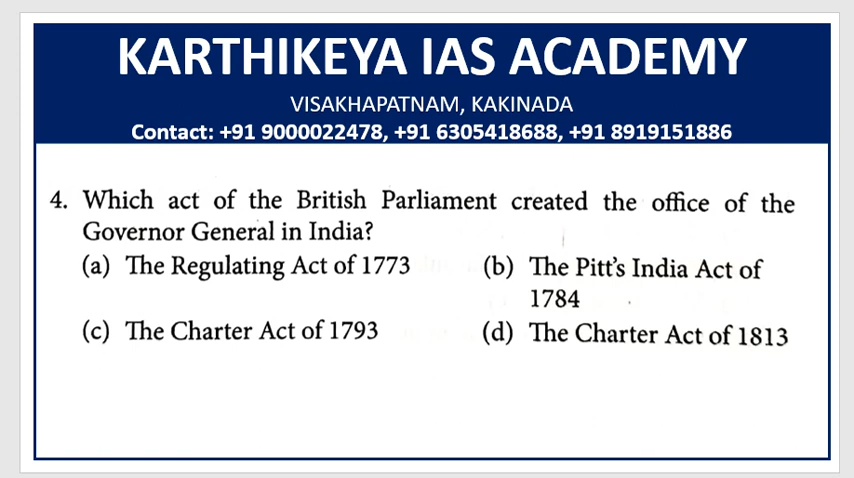 KARTHIKEYA IAS ACADEMY
VISAKHAPATNAM, KAKINADA
Contact: +91 9000022478, +91 6305418688, +91 8919151886
4. Which act of the British Parliament created the office of the
Governor General in India?
(a) The Regulating Act of 1773
(b) The Pitt's India Act of
1784
(c) The Charter Act of 1793
(d) The Charter Act of 1813